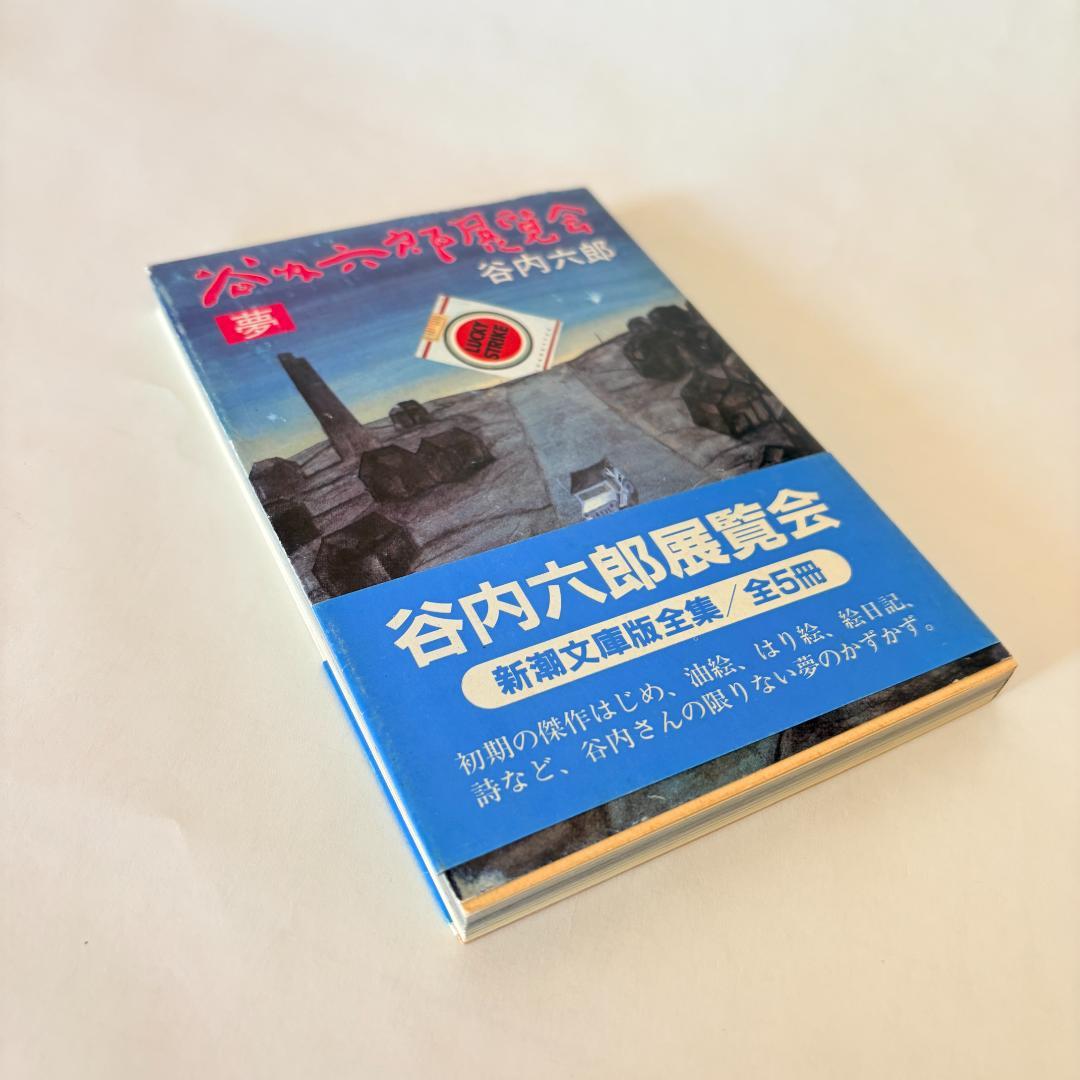 谷内六郎展覧会
谷内六郎
夢
LUCKY
STRIKE
谷内六郎展覧会
新潮文庫版全集/全5冊
初期の傑作はじめ、油絵、はり絵、絵日記、
詩など、谷内さんの限りない夢のかずかず。